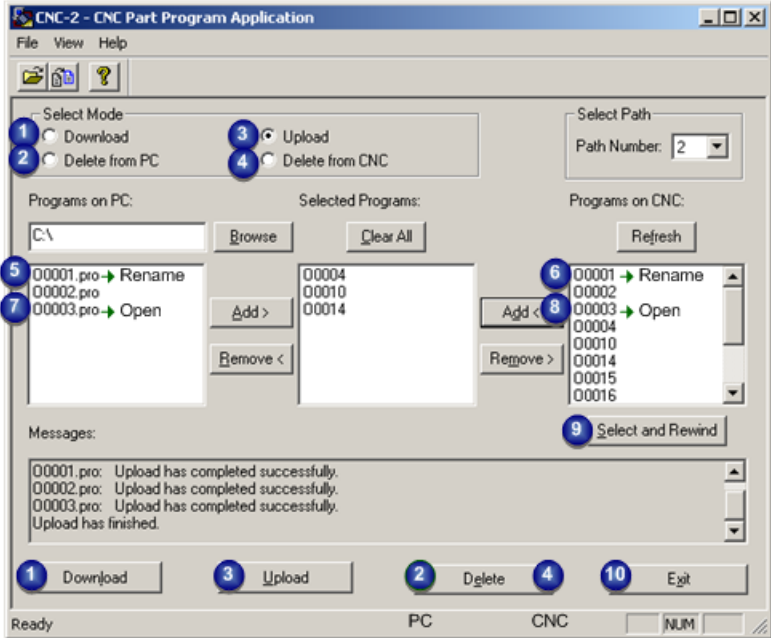 CNC-2 - CNC Part Program Application
File View Help
Select Mode
1 Download
3 Upload
2 Delete from PC
4 Delete from CNC
Select Path
Path Number: 2
Programs on PC:
Selected Programs:
Programs on CNC:
C:\
Browse
Clear All
Refresh
5 O0001.pro → Rename
O0002.pro
7 O0003.pro → Open
Add >
Remove <
O0004
O0010
O0014
Add <
Remove >
6 O0001 → Rename
O0002
8 O0003 → Open
O0004
O0010
O0014
O0015
O0016
9 Select and Rewind
Messages:
O0001.pro: Upload has completed successfully.
O0002.pro: Upload has completed successfully.
O0003.pro: Upload has completed successfully.
Upload has finished.
1 Download
3 Upload
2 Delete 4
10 Exit
Ready
PC
CNC
NUM